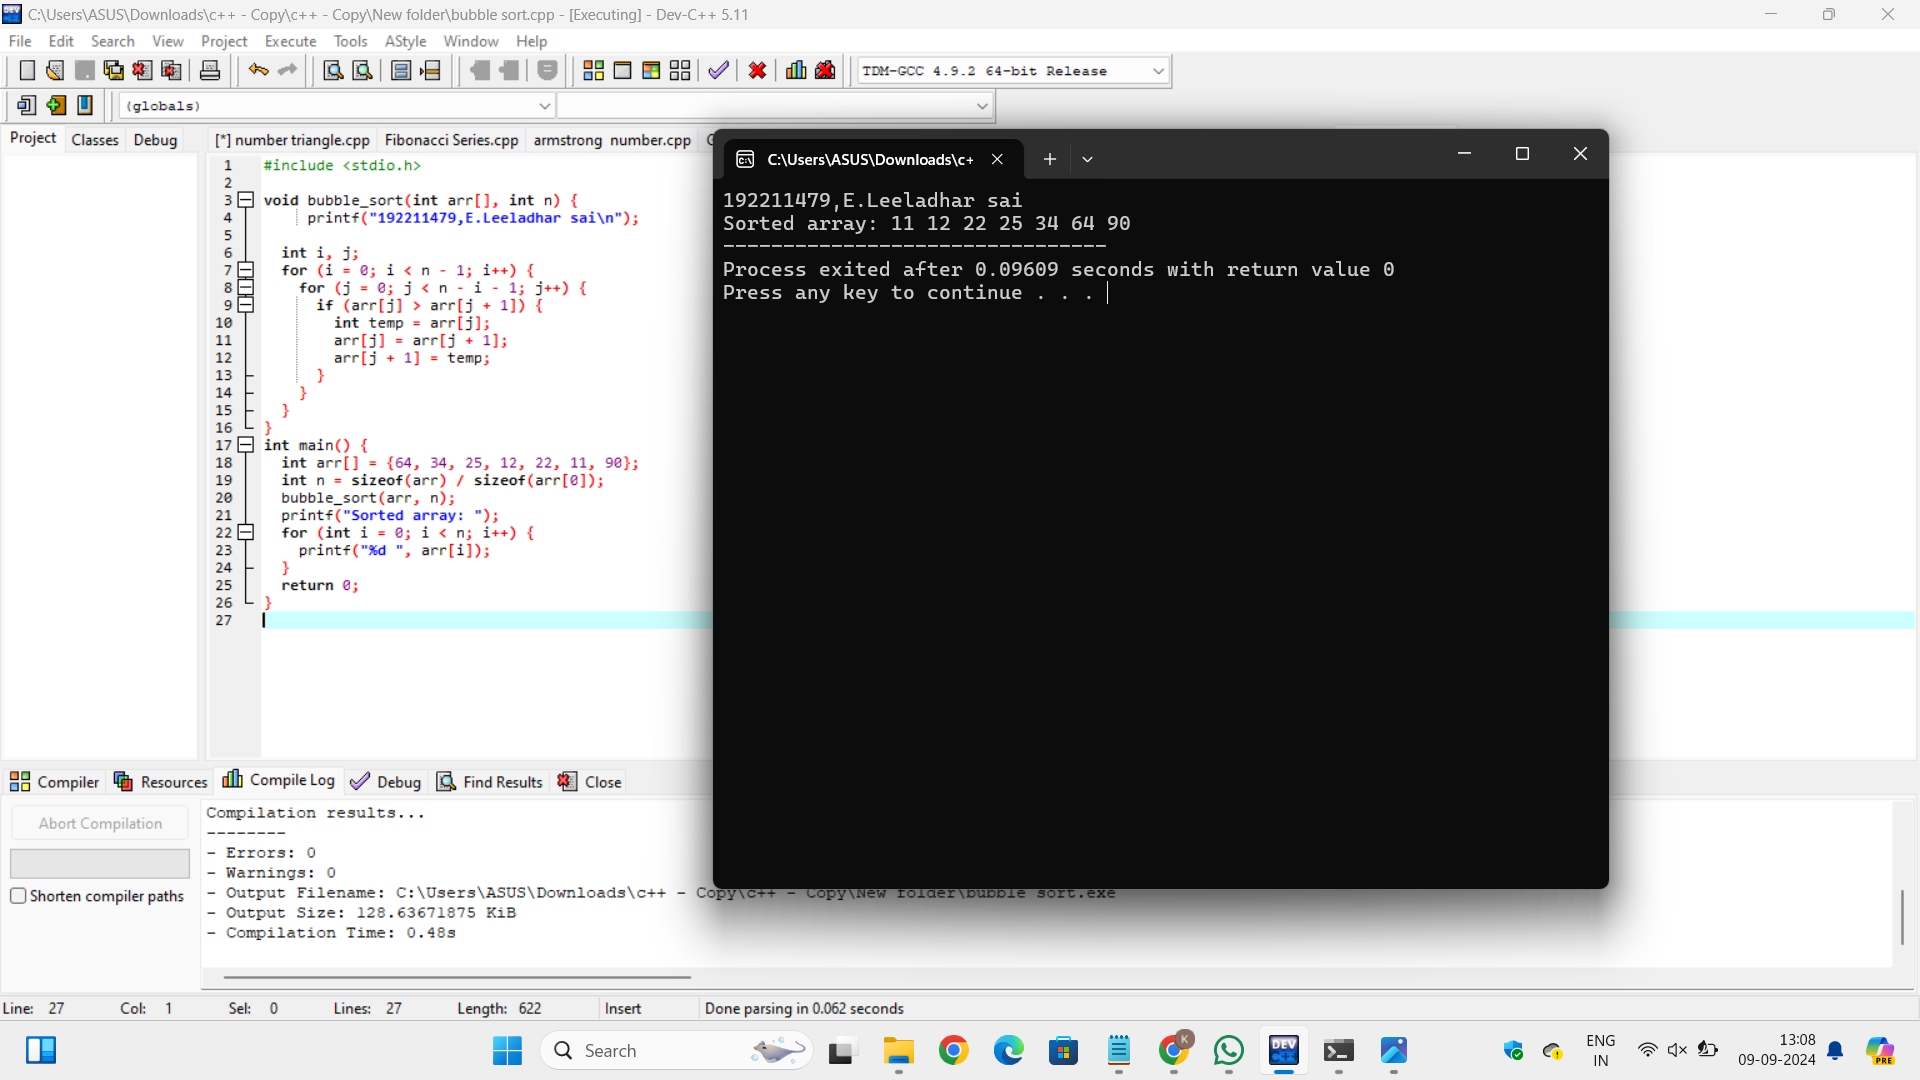 C:\Users\ASUS\Downloads\c++ - Copy\c++ - Copy\New folder\bubble sort.cpp - [Executing] - Dev-C++ 5.11
File Edit Search View Project Execute Tools AStyle Window Help
TDM-GCC 4.9.2 64-bit Release
(globals)
Project Classes Debug
[*] number triangle.cpp Fibonacci Series.cpp armstrong number.cpp
1 #include <stdio.h>
2
3 void bubble_sort(int arr[], int n) {
4 printf("192211479,E.Leeladhar sai\n");
5
6 int i, j;
7 for (i = 0; i < n - 1; i++) {
8 for (j = 0; j < n - i - 1; j++) {
9 if (arr[j] > arr[j + 1]) {
10 int temp = arr[j];
11 arr[j] = arr[j + 1];
12 arr[j + 1] = temp;
13 }
14 }
15 }
16 }
17 int main() {
18 int arr[] = {64, 34, 25, 12, 22, 11, 90};
19 int n = sizeof(arr) / sizeof(arr[0]);
20 bubble_sort(arr, n);
21 printf("Sorted array: ");
22 for (int i = 0; i < n; i++) {
23 printf("%d ", arr[i]);
24 }
25 return 0;
26 }
27
C:\Users\ASUS\Downloads\c+
192211479,E.Leeladhar sai
Sorted array: 11 12 22 25 34 64 90
--------------------------------
Process exited after 0.09609 seconds with return value 0
Press any key to continue . . .
Compiler Resources Compile Log Debug Find Results Close
Abort Compilation
Shorten compiler paths
Compilation results...
--------
- Errors: 0
- Warnings: 0
- Output Filename: C:\Users\ASUS\Downloads\c++ - Copy\c++ - Copy\New folder\bubble sort.exe
- Output Size: 128.63671875 KiB
- Compilation Time: 0.48s
Line: 27 Col: 1 Sel: 0 Lines: 27 Length: 622 Insert Done parsing in 0.062 seconds
Search
DEV C++
K
ENG
IN
13:08
09-09-2024
PRE